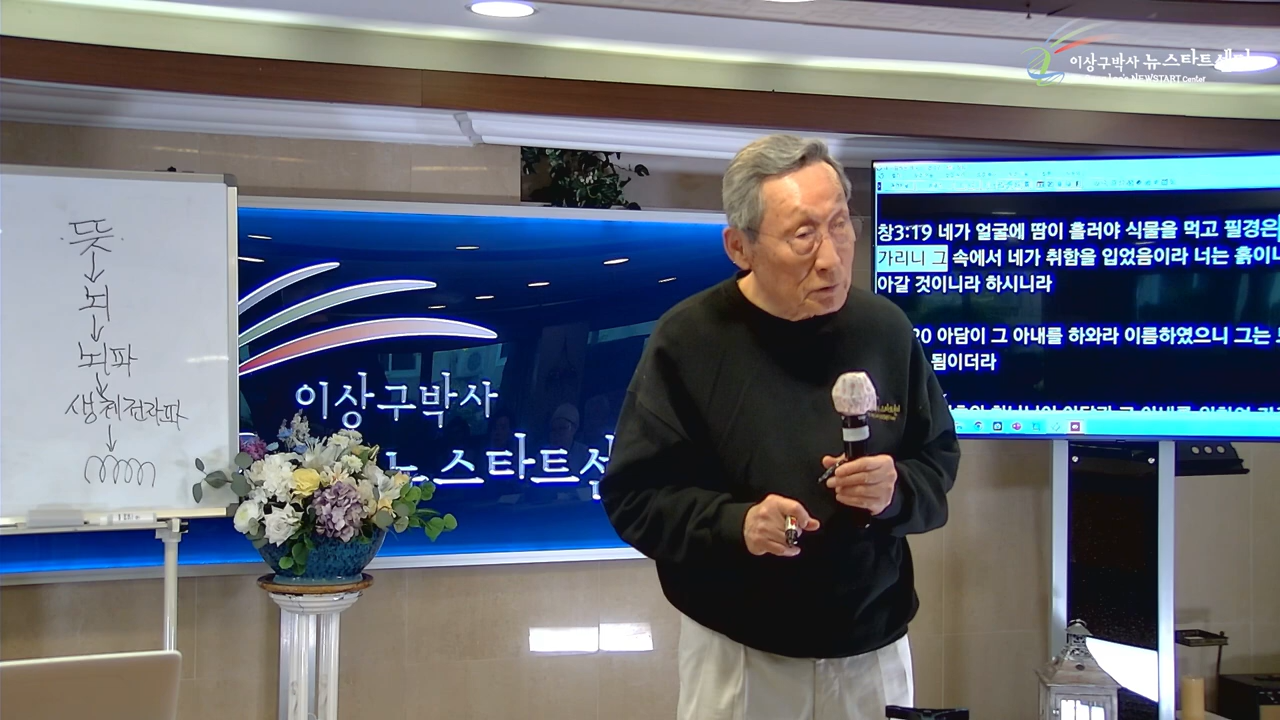 이상구박사 뉴스타트센터
NEWSTART Center
뜻
뇌
뇌파
생체전자파
이상구박사
뉴스타트센
창3:19 네가 얼굴에 땀이 흘러야 식물을 먹고 필경은
가리니 그 속에서 네가 취함을 입었음이라 너는 흙이니
아갈 것이니라 하시니라
20 아담이 그 아내를 하와라 이름하였으니 그는
됨이더라